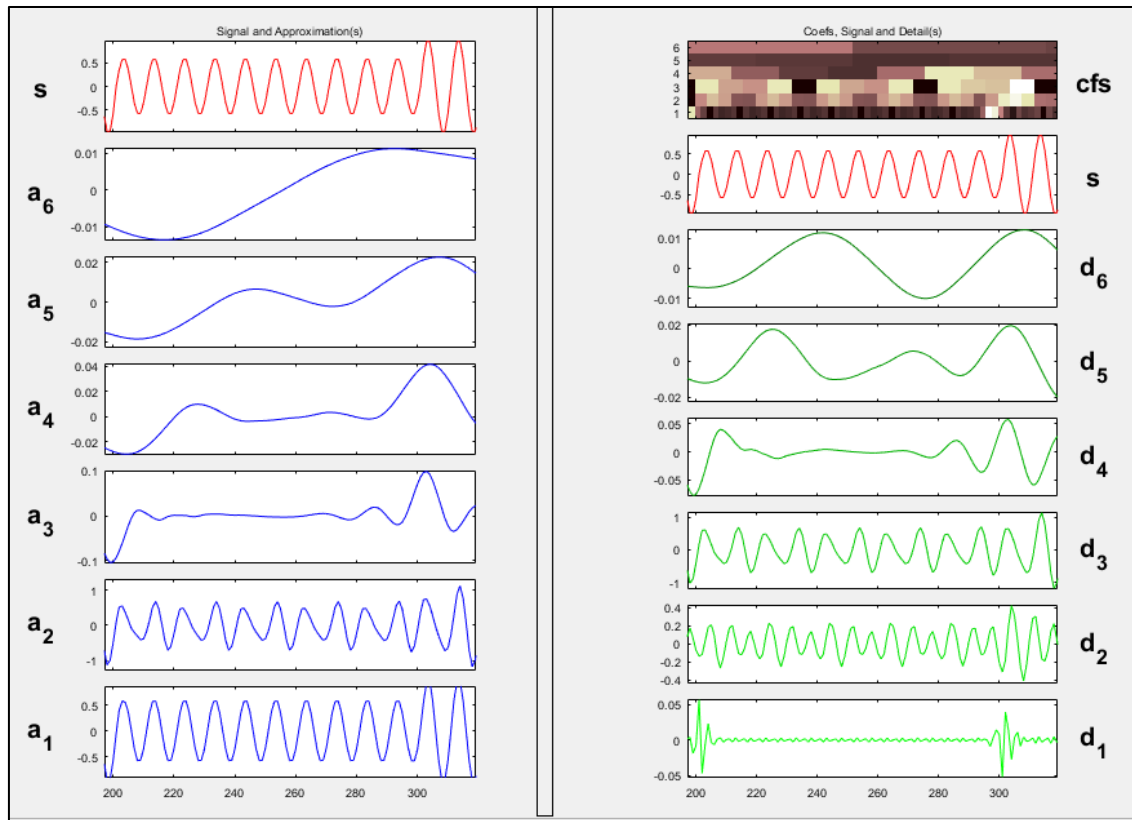 Signal and Approximation(s)
s
0.5
0
-0.5
a6
0.01
0
-0.01
a5
0.02
0
-0.02
a4
0.04
0.02
0
-0.02
a3
0.1
0
-0.1
a2
1
0
-1
a1
0.5
0
-0.5
200 220 240 260 280 300
Coefs, Signal and Detail(s)
6
5
4
3
2
1
cfs
0.5
0
-0.5
s
0.01
0
-0.01
d6
0.02
0
-0.02
d5
0.05
0
-0.05
d4
1
0
-1
d3
0.4
0.2
0
-0.2
-0.4
d2
0.05
0
-0.05
d1
200 220 240 260 280 300